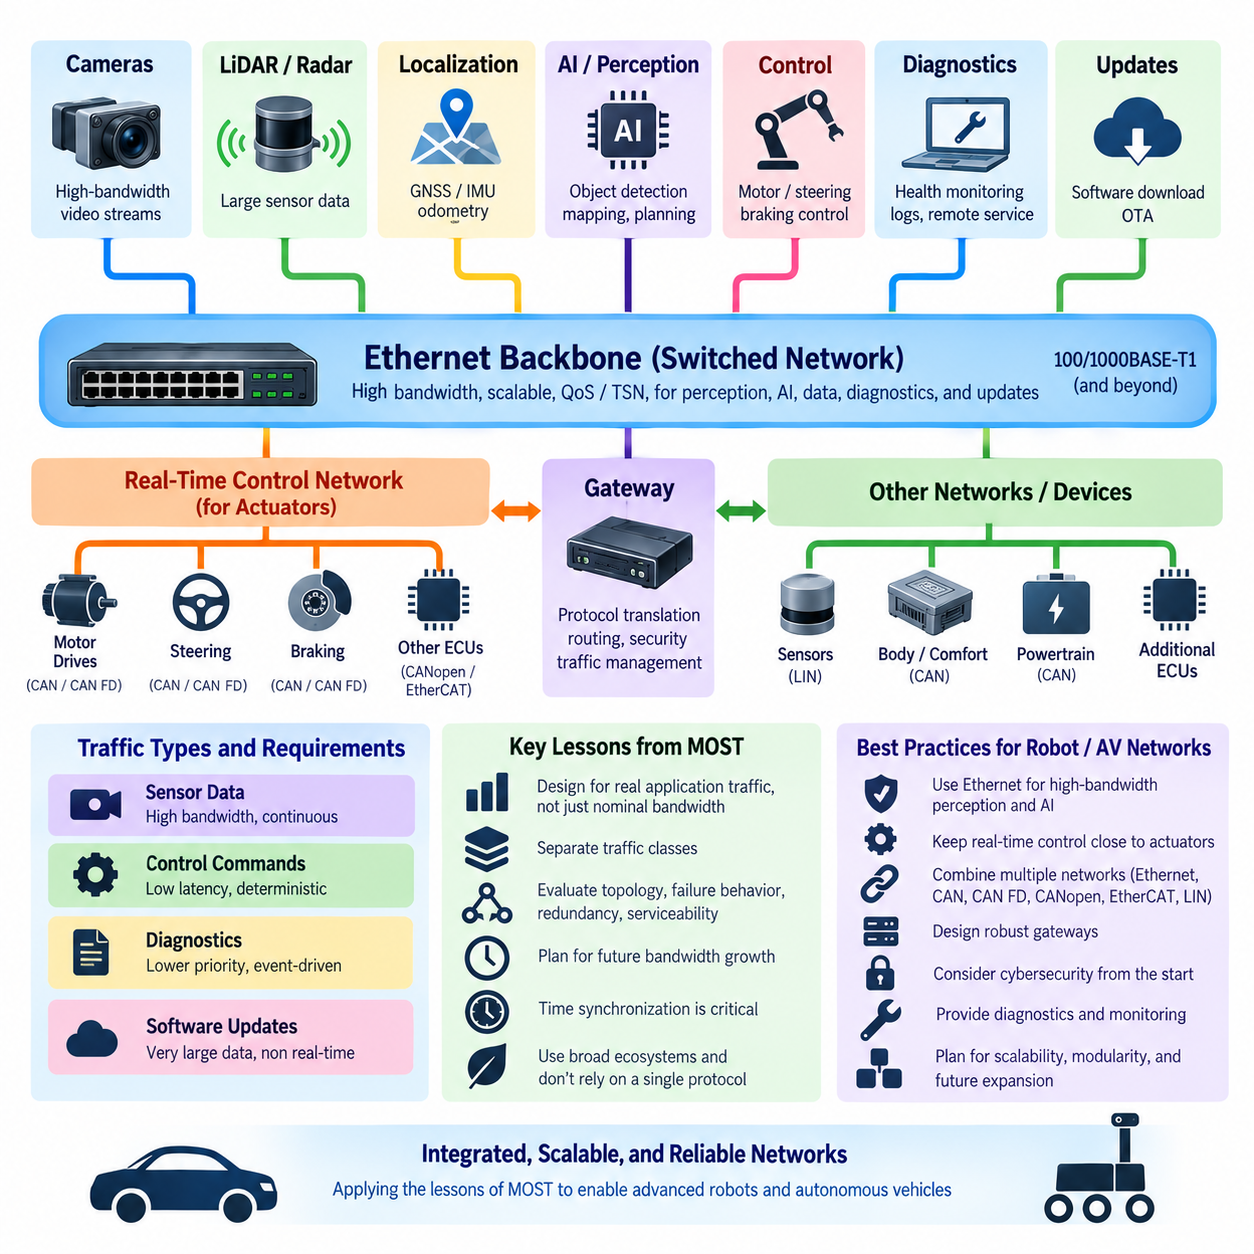 Cameras
High-bandwidth
video streams
LiDAR / Radar
Large sensor data
Localization
GNSS / IMU
odometry
AI / Perception
AI
Object detection
mapping, planning
Control
Motor / steering
braking control
Diagnostics
Health monitoring
logs, remote service
Updates
Software download
OTA
Ethernet Backbone (Switched Network)
High bandwidth, scalable, QoS / TSN, for perception, AI, data, diagnostics, and updates
100/1000BASE-T1
(and beyond)
Real-Time Control Network
(for Actuators)
Gateway
Protocol translation
routing, security
traffic management
Other Networks / Devices
Motor
Drives
(CAN / CAN FD)
Steering
(CAN / CAN FD)
Braking
(CAN / CAN FD)
Other ECUs
(CANopen /
EtherCAT)
Sensors
(LIN)
Body / Comfort
(CAN)
Powertrain
(CAN)
Additional
ECUs
Traffic Types and Requirements
Sensor Data
High bandwidth, continuous
Control Commands
Low latency, deterministic
Diagnostics
Lower priority, event-driven
Software Updates
Very large data, non real-time
Key Lessons from MOST
Design for real application traffic,
not just nominal bandwidth
Separate traffic classes
Evaluate topology, failure behavior,
redundancy, serviceability
Plan for future bandwidth growth
Time synchronization is critical
Use broad ecosystems and
don't rely on a single protocol
Best Practices for Robot / AV Networks
Use Ethernet for high-bandwidth
perception and AI
Keep real-time control close to actuators
Combine multiple networks (Ethernet,
CAN, CAN FD, CANopen, EtherCAT, LIN)
Design robust gateways
Consider cybersecurity from the start
Provide diagnostics and monitoring
Plan for scalability, modularity, and
future expansion
Integrated, Scalable, and Reliable Networks
Applying the lessons of MOST to enable advanced robots and autonomous vehicles